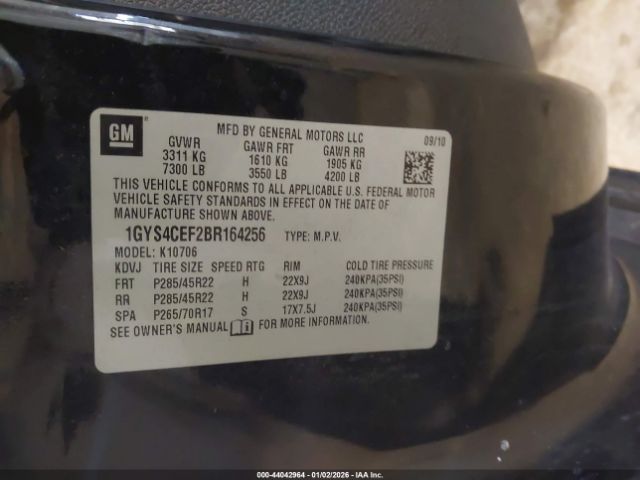 GM
MFD BY GENERAL MOTORS LLC
09/10
GVWR GAWR FRT GAWR RR
3311 KG 1610 KG 1905 KG
7300 LB 3550 LB 4200 LB
THIS VEHICLE CONFORMS TO ALL APPLICABLE U.S. FEDERAL MOTOR
VEHICLE SAFETY STANDARDS IN EFFECT ON THE DATE OF
MANUFACTURE SHOWN ABOVE.
1GYS4CEF2BR164256 TYPE: M.P.V.
MODEL: K10706
KDVJ TIRE SIZE SPEED RTG RIM COLD TIRE PRESSURE
FRT P285/45R22 H 22X9J 240KPA(35PSI)
RR P285/45R22 H 22X9J 240KPA(35PSI)
SPA P265/70R17 S 17X7.5J 240KPA(35PSI)
SEE OWNER'S MANUAL FOR MORE INFORMATION.
000-44042964 - 01/02/2026 - IAA Inc.